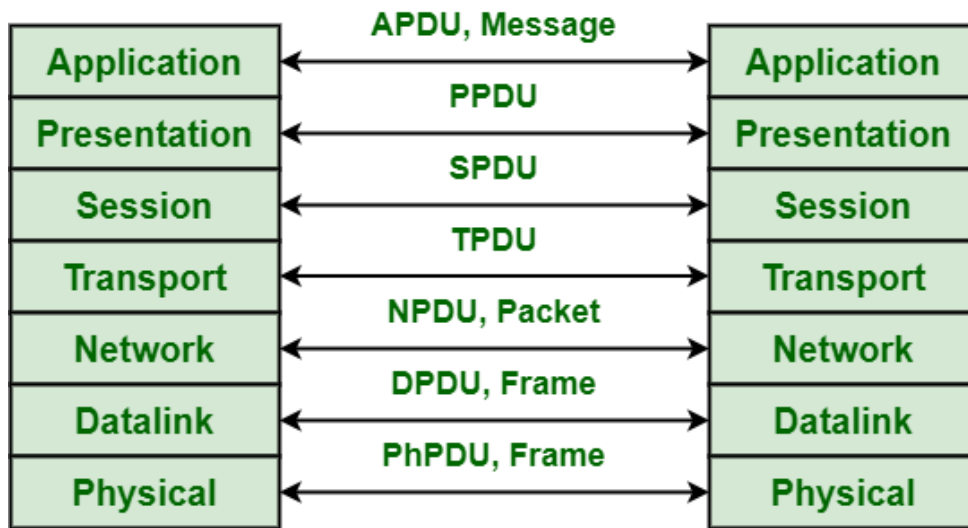 APDU, Message
Application Application
PPDU
Presentation Presentation
SPDU
Session Session
TPDU
Transport Transport
NPDU, Packet
Network Network
DPDU, Frame
Datalink Datalink
PhPDU, Frame
Physical Physical